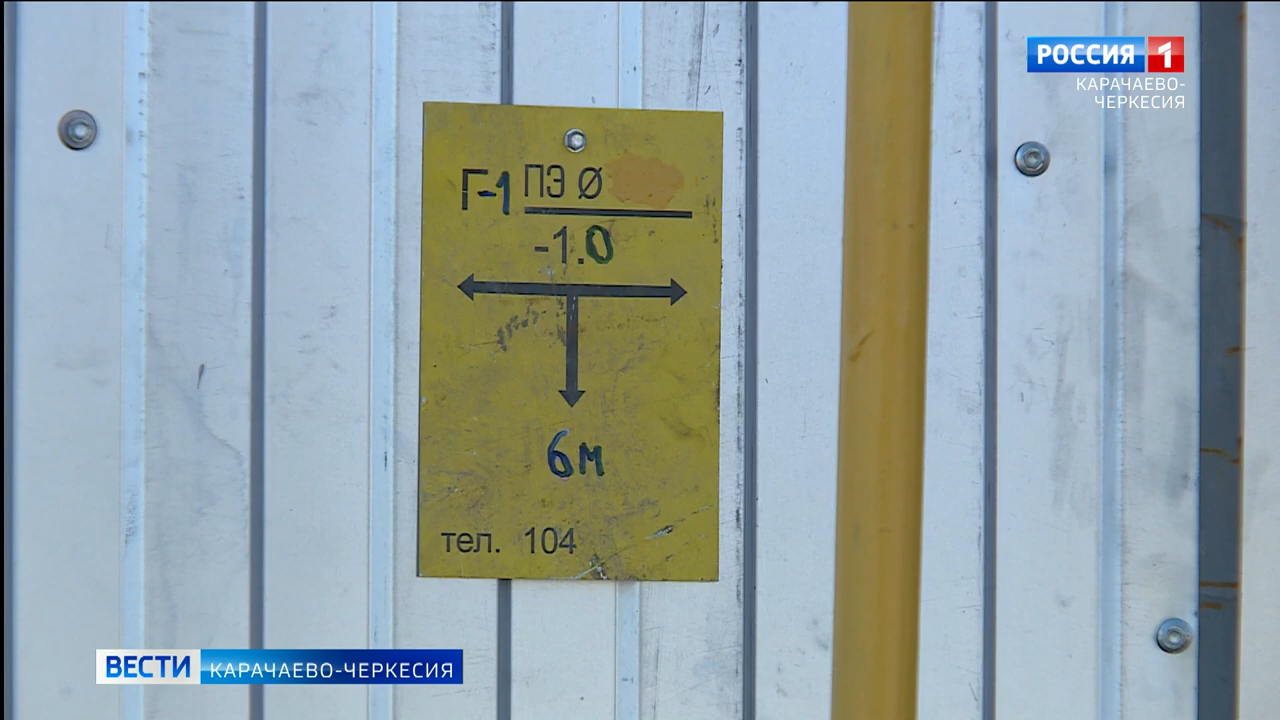 РОССИЯ 1
КАРАЧАЕВО-
ЧЕРКЕСИЯ
Г-1 ПЭ Ø
-1.0
6м
тел. 104
ВЕСТИ КАРАЧАЕВО-ЧЕРКЕСИЯ